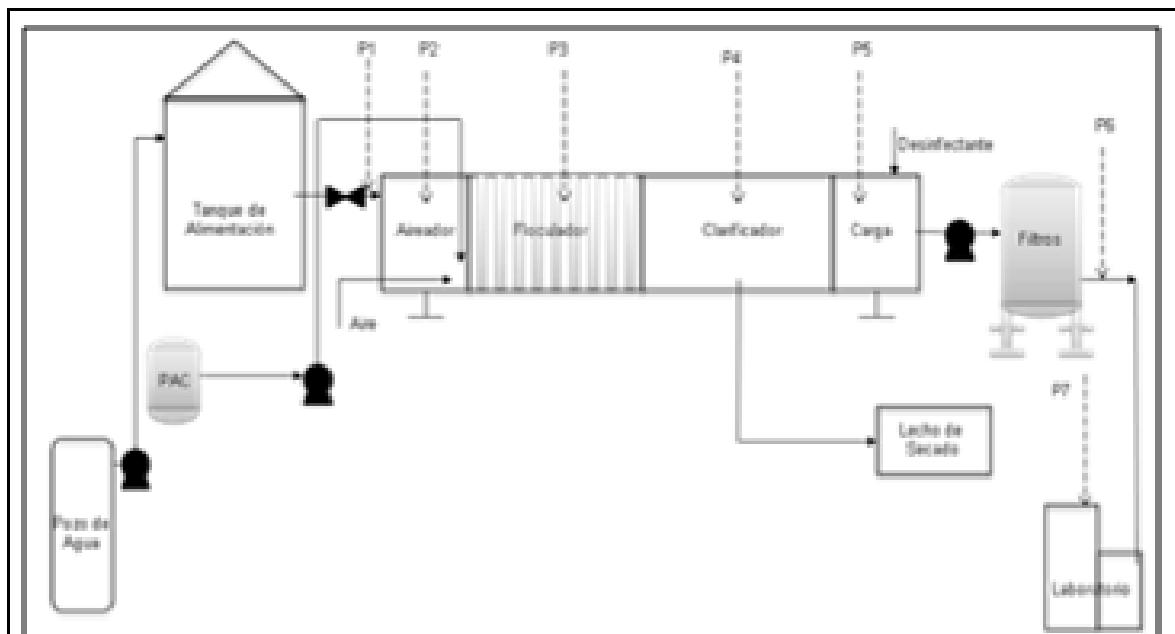 P1
P2
P3
P4
P5
P6
Desinfectante
Tanque de
Alimentación
Aireador
Floculador
Clarificador
Carga
Filtros
Aire
PAC
P7
Lecho de
Secado
Pozo de
Agua
Laboratorio